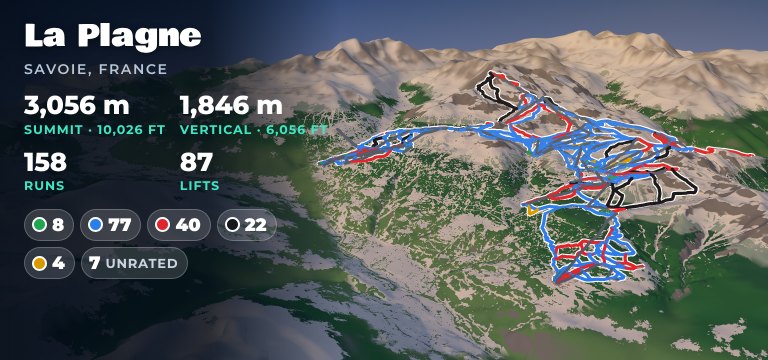 La Plagne
SAVOIE, FRANCE
3,056 m 1,846 m
SUMMIT · 10,026 FT VERTICAL · 6,056 FT
158 87
RUNS LIFTS
8 77 40 22
4 7 UNRATED